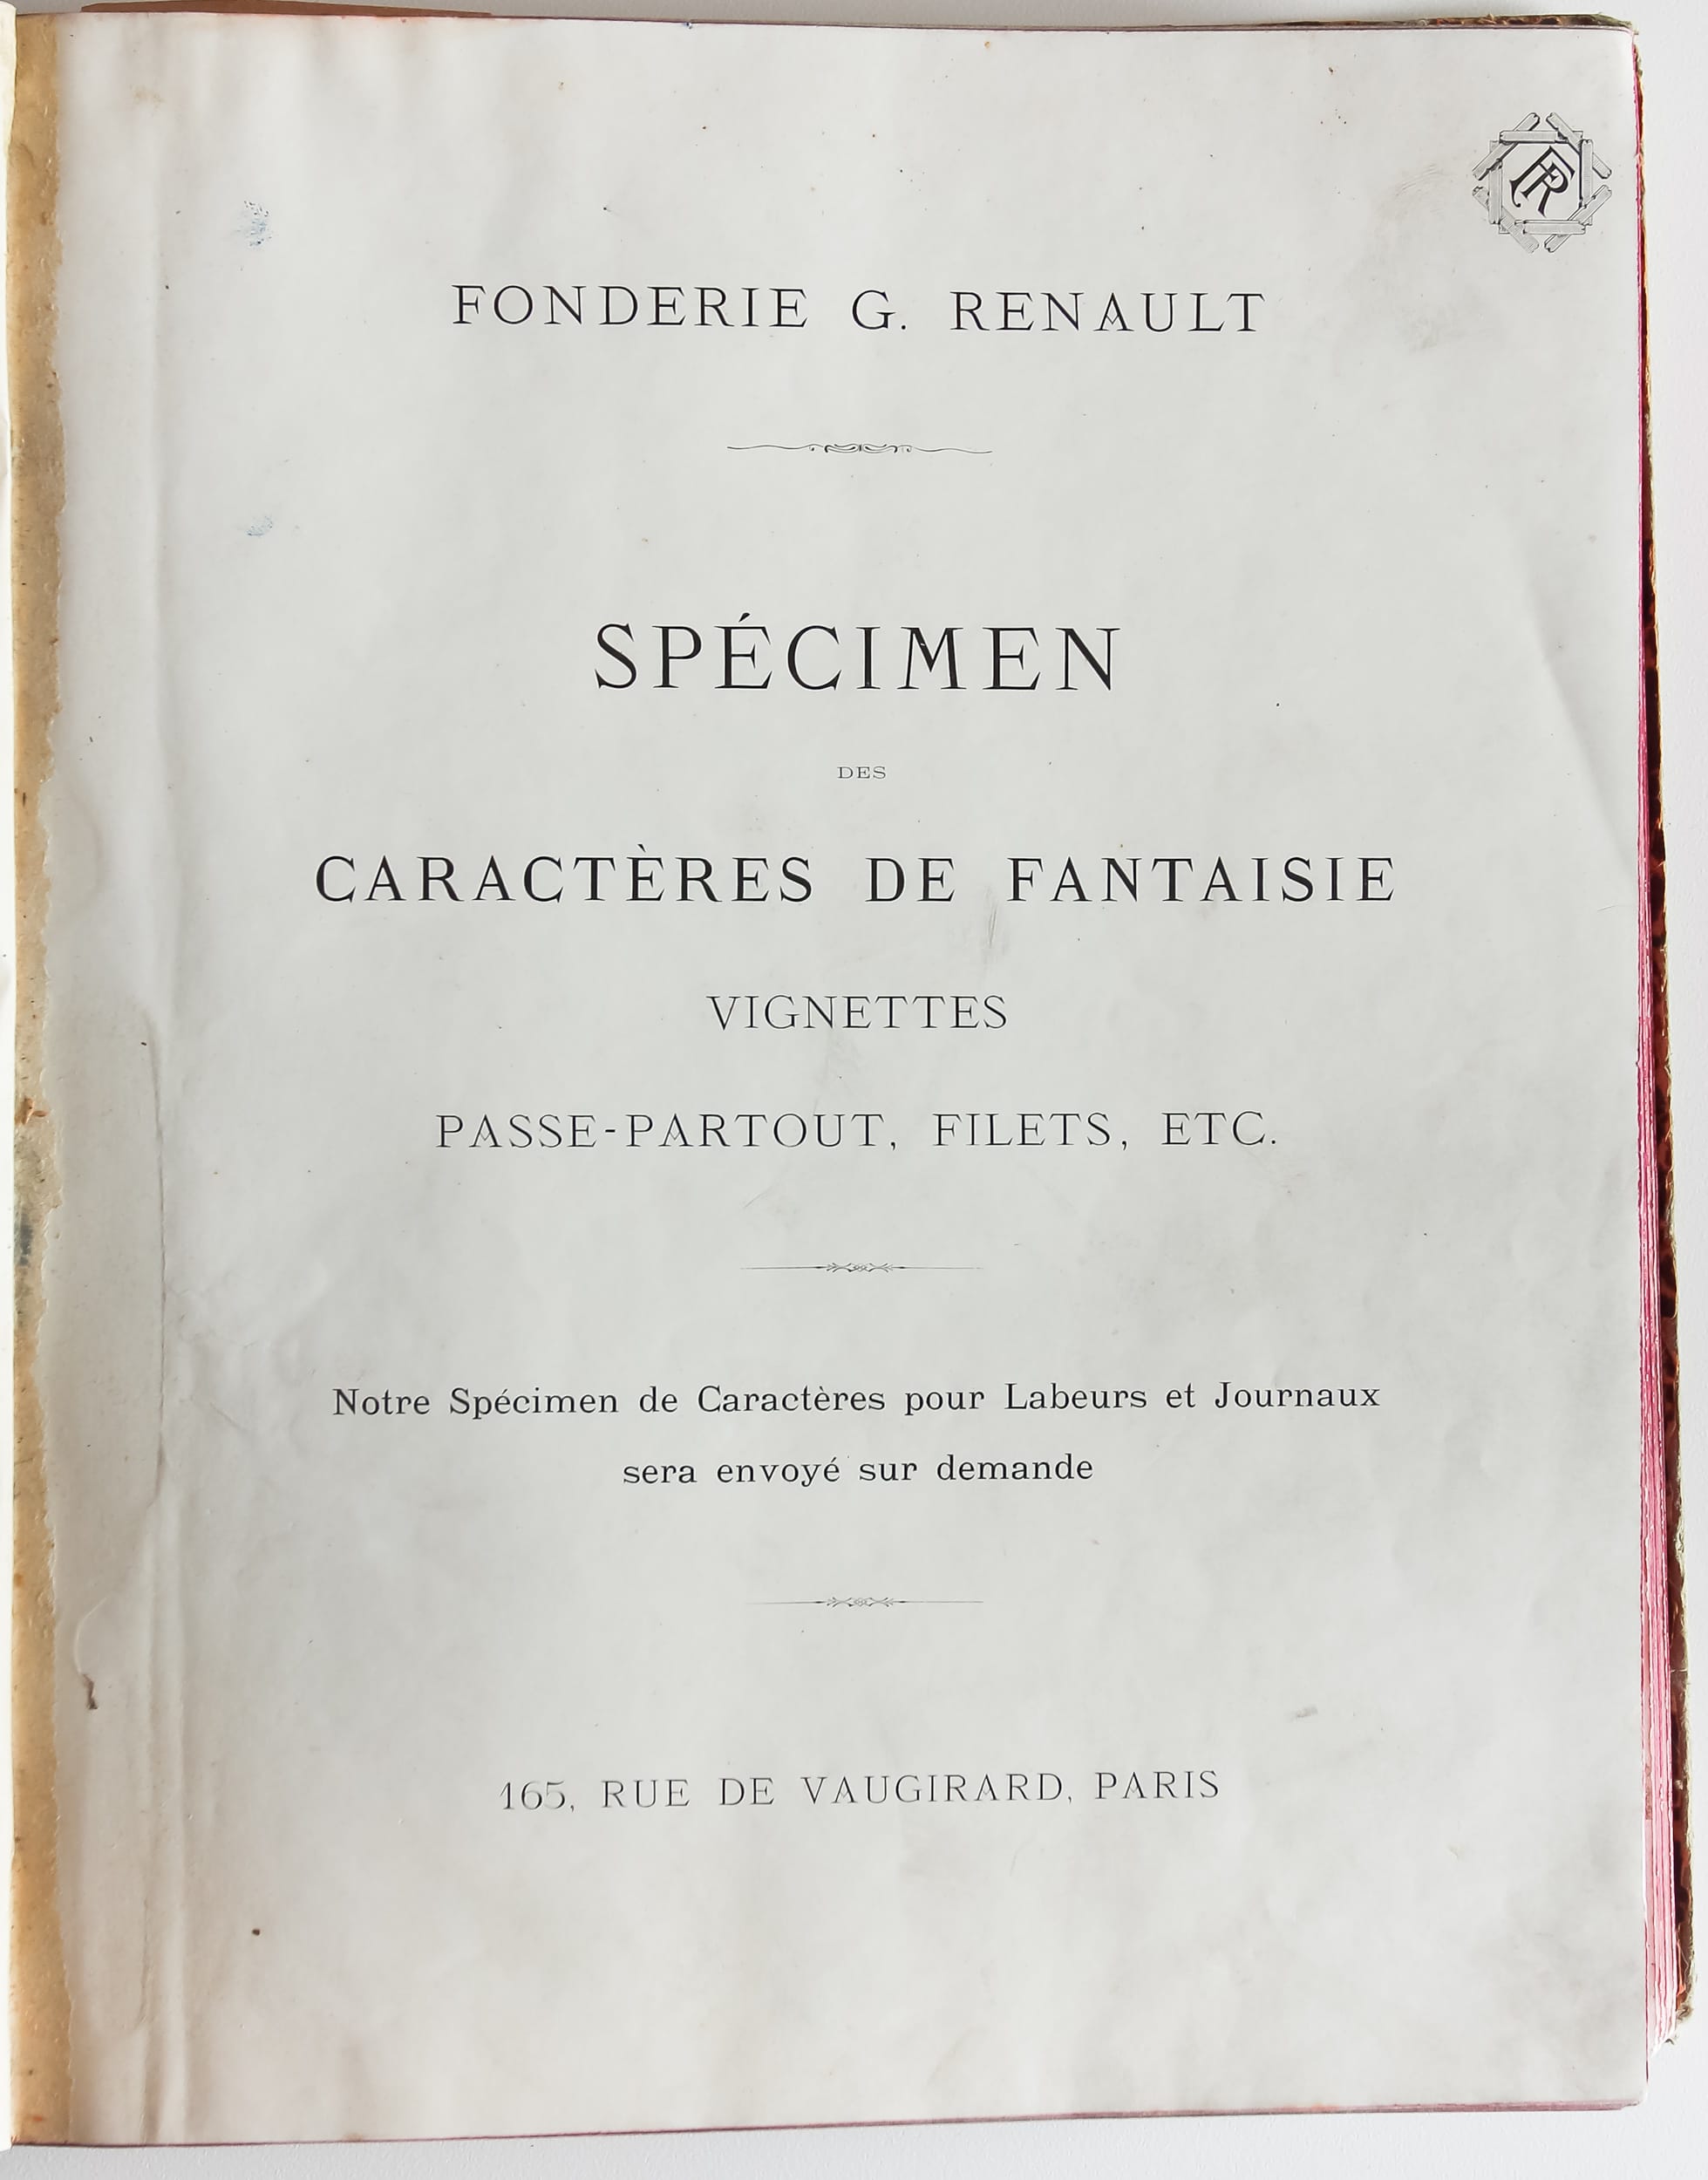 FR
FONDERIE G. RENAULT
SPÉCIMEN
DES
CARACTÈRES DE FANTAISIE
VIGNETTES
PASSE-PARTOUT, FILETS, ETC.
Notre Spécimen de Caractères pour Labeurs et Journaux
sera envoyé sur demande
165, RUE DE VAUGIRARD, PARIS